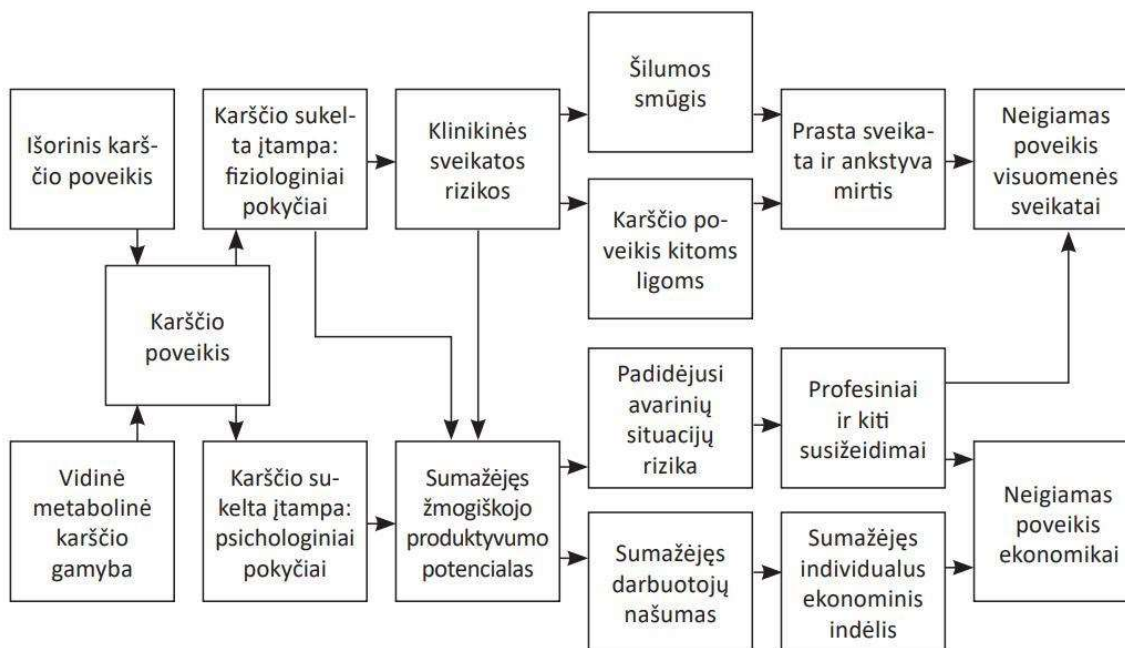 Išorinis karš-
čio poveikis
Karščio
poveikis
Vidinė
metabolinė
karščio
gamyba
Karščio sukel-
ta įtampa:
fiziologiniai
pokyčiai
Karščio su-
kelta įtampa:
psichologiniai
pokyčiai
Klinikinės
sveikatos
rizikos
Sumažėjęs
žmogiškojo
produktyvumo
potencialas
Šilumos
smūgis
Karščio po-
veikis kitoms
ligoms
Padidėjusi
avarinių
situacijų
rizika
Sumažėjęs
darbuotojų
našumas
Prasta sveika-
ta ir ankstyva
mirtis
Profesiniai
ir kiti
susižeidimai
Sumažėjęs
individualus
ekonominis
indėlis
Neigiamas
poveikis
visuomenės
sveikatai
Neigiamas
poveikis
ekonomikai